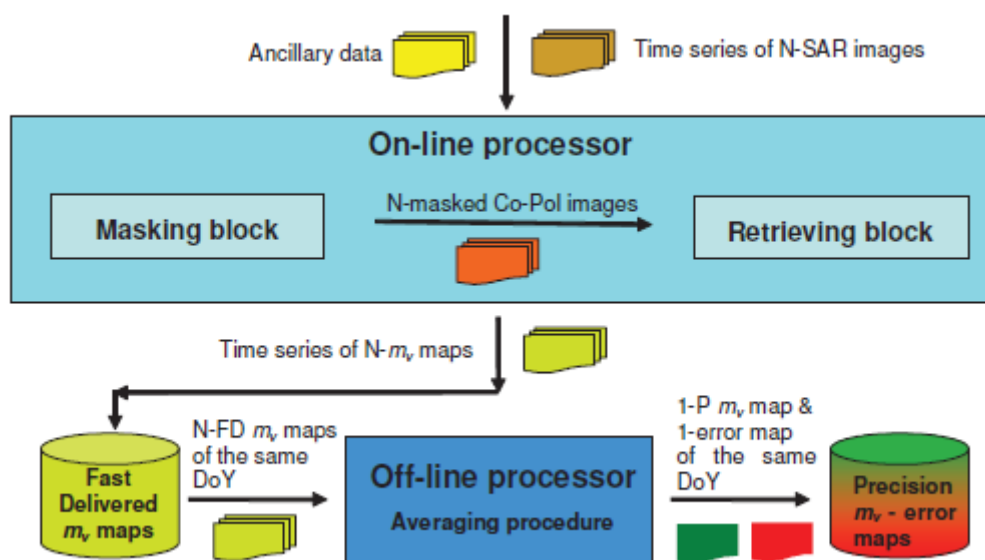 Ancillary data
Time series of N-SAR images
On-line processor
Masking block
N-masked Co-Pol images
Retrieving block
Time series of N-mv maps
N-FD mv maps
of the same
DoY
Fast
Delivered
mv maps
Off-line processor
Averaging procedure
1-P mv map &
1-error map
of the same
DoY
Precision
mv - error
maps